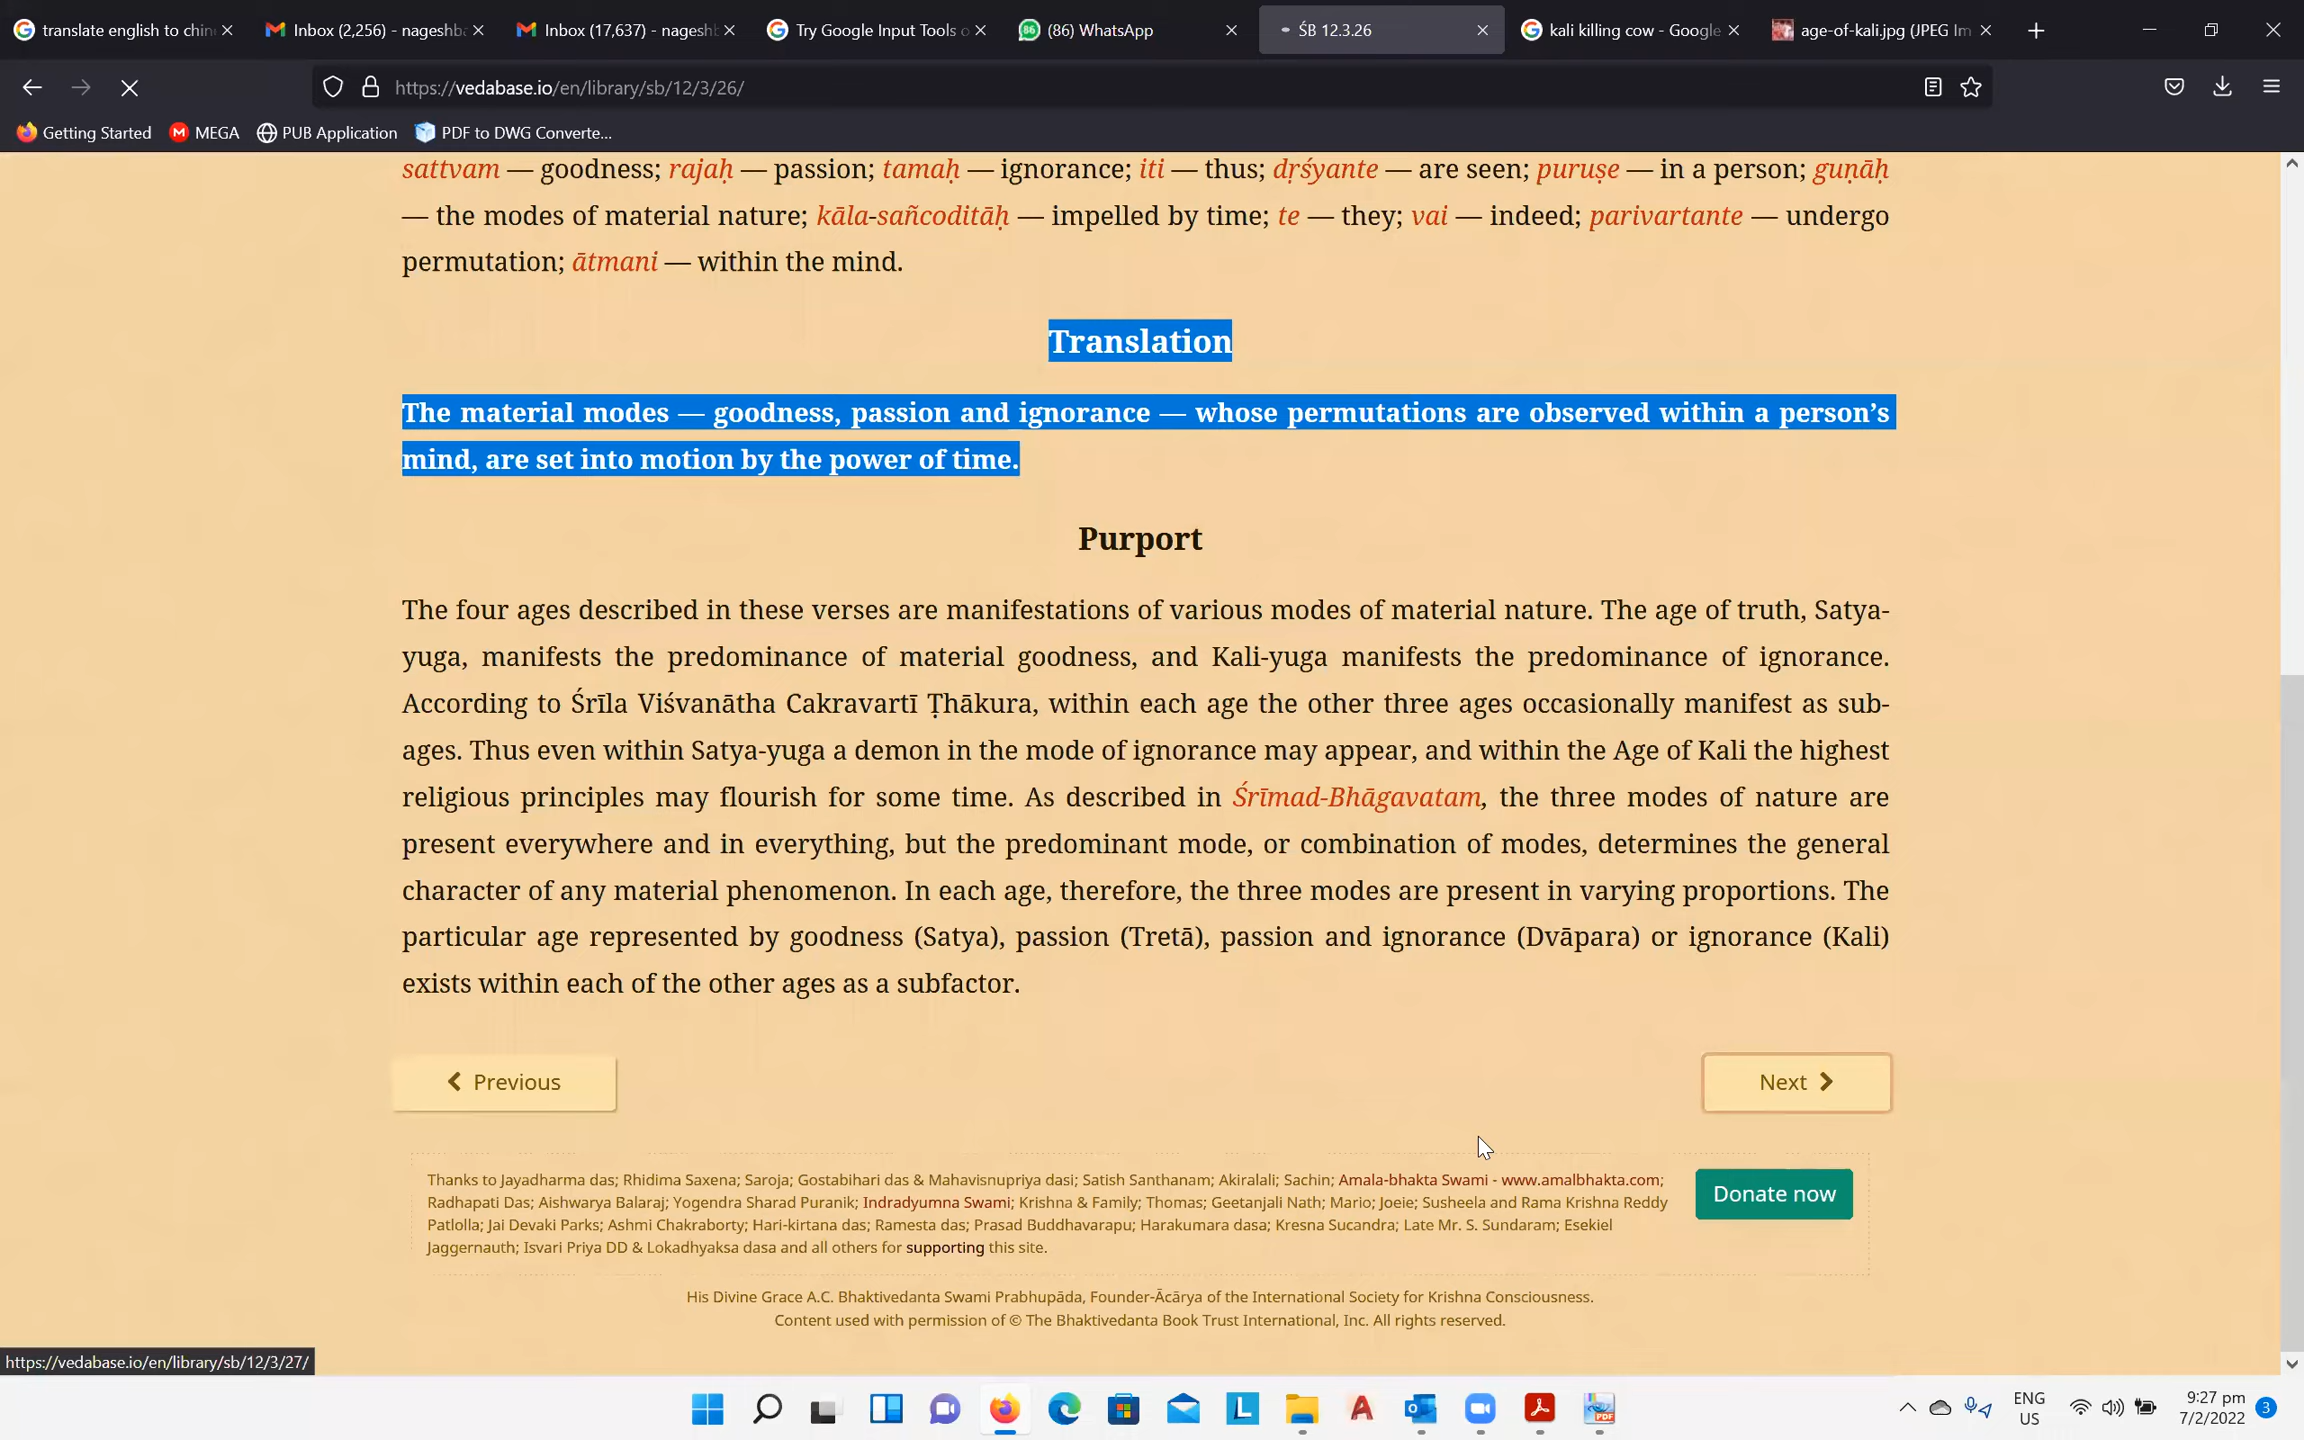 translate english to chin
Inbox (2,256) - nageshba
Inbox (17,637) - nagesh
Try Google Input Tools o
(86) WhatsApp
ŚB 12.3.26
kali killing cow - Google
age-of-kali.jpg (JPEG Im
https://vedabase.io/en/library/sb/12/3/26/
Getting Started
MEGA
PUB Application
PDF to DWG Converte...
sattvam — goodness; rajaḥ — passion; tamaḥ — ignorance; iti — thus; dṛśyante — are seen; puruṣe — in a person; guṇāḥ
— the modes of material nature; kāla-sañcoditāḥ — impelled by time; te — they; vai — indeed; parivartante — undergo
permutation; ātmani — within the mind.
Translation
The material modes — goodness, passion and ignorance — whose permutations are observed within a person’s
mind, are set into motion by the power of time.
Purport
The four ages described in these verses are manifestations of various modes of material nature. The age of truth, Satya-
yuga, manifests the predominance of material goodness, and Kali-yuga manifests the predominance of ignorance.
According to Śrīla Viśvanātha Cakravartī Ṭhākura, within each age the other three ages occasionally manifest as sub-
ages. Thus even within Satya-yuga a demon in the mode of ignorance may appear, and within the Age of Kali the highest
religious principles may flourish for some time. As described in Śrīmad-Bhāgavatam, the three modes of nature are
present everywhere and in everything, but the predominant mode, or combination of modes, determines the general
character of any material phenomenon. In each age, therefore, the three modes are present in varying proportions. The
particular age represented by goodness (Satya), passion (Tretā), passion and ignorance (Dvāpara) or ignorance (Kali)
exists within each of the other ages as a subfactor.
Previous
Next
Thanks to Jayadharma das; Rhidima Saxena; Saroja; Gostabihari das & Mahavisnupriya dasi; Satish Santhanam; Akiralali; Sachin; Amala-bhakta Swami - www.amalbhakta.com;
Radhapati Das; Aishwarya Balaraj; Yogendra Sharad Puranik; Indradyumna Swami; Krishna & Family; Thomas; Geetanjali Nath; Mario; Joeie; Susheela and Rama Krishna Reddy
Patlolla; Jai Devaki Parks; Ashmi Chakraborty; Hari-kirtana das; Ramesta das; Prasad Buddhavarapu; Harakumara dasa; Kresna Sucandra; Late Mr. S. Sundaram; Esekiel
Jaggernauth; Isvari Priya DD & Lokadhyaksa dasa and all others for supporting this site.
Donate now
His Divine Grace A.C. Bhaktivedanta Swami Prabhupāda, Founder-Ācārya of the International Society for Krishna Consciousness.
Content used with permission of © The Bhaktivedanta Book Trust International, Inc. All rights reserved.
https://vedabase.io/en/library/sb/12/3/27/
ENG
US
9:27 pm
7/2/2022
3